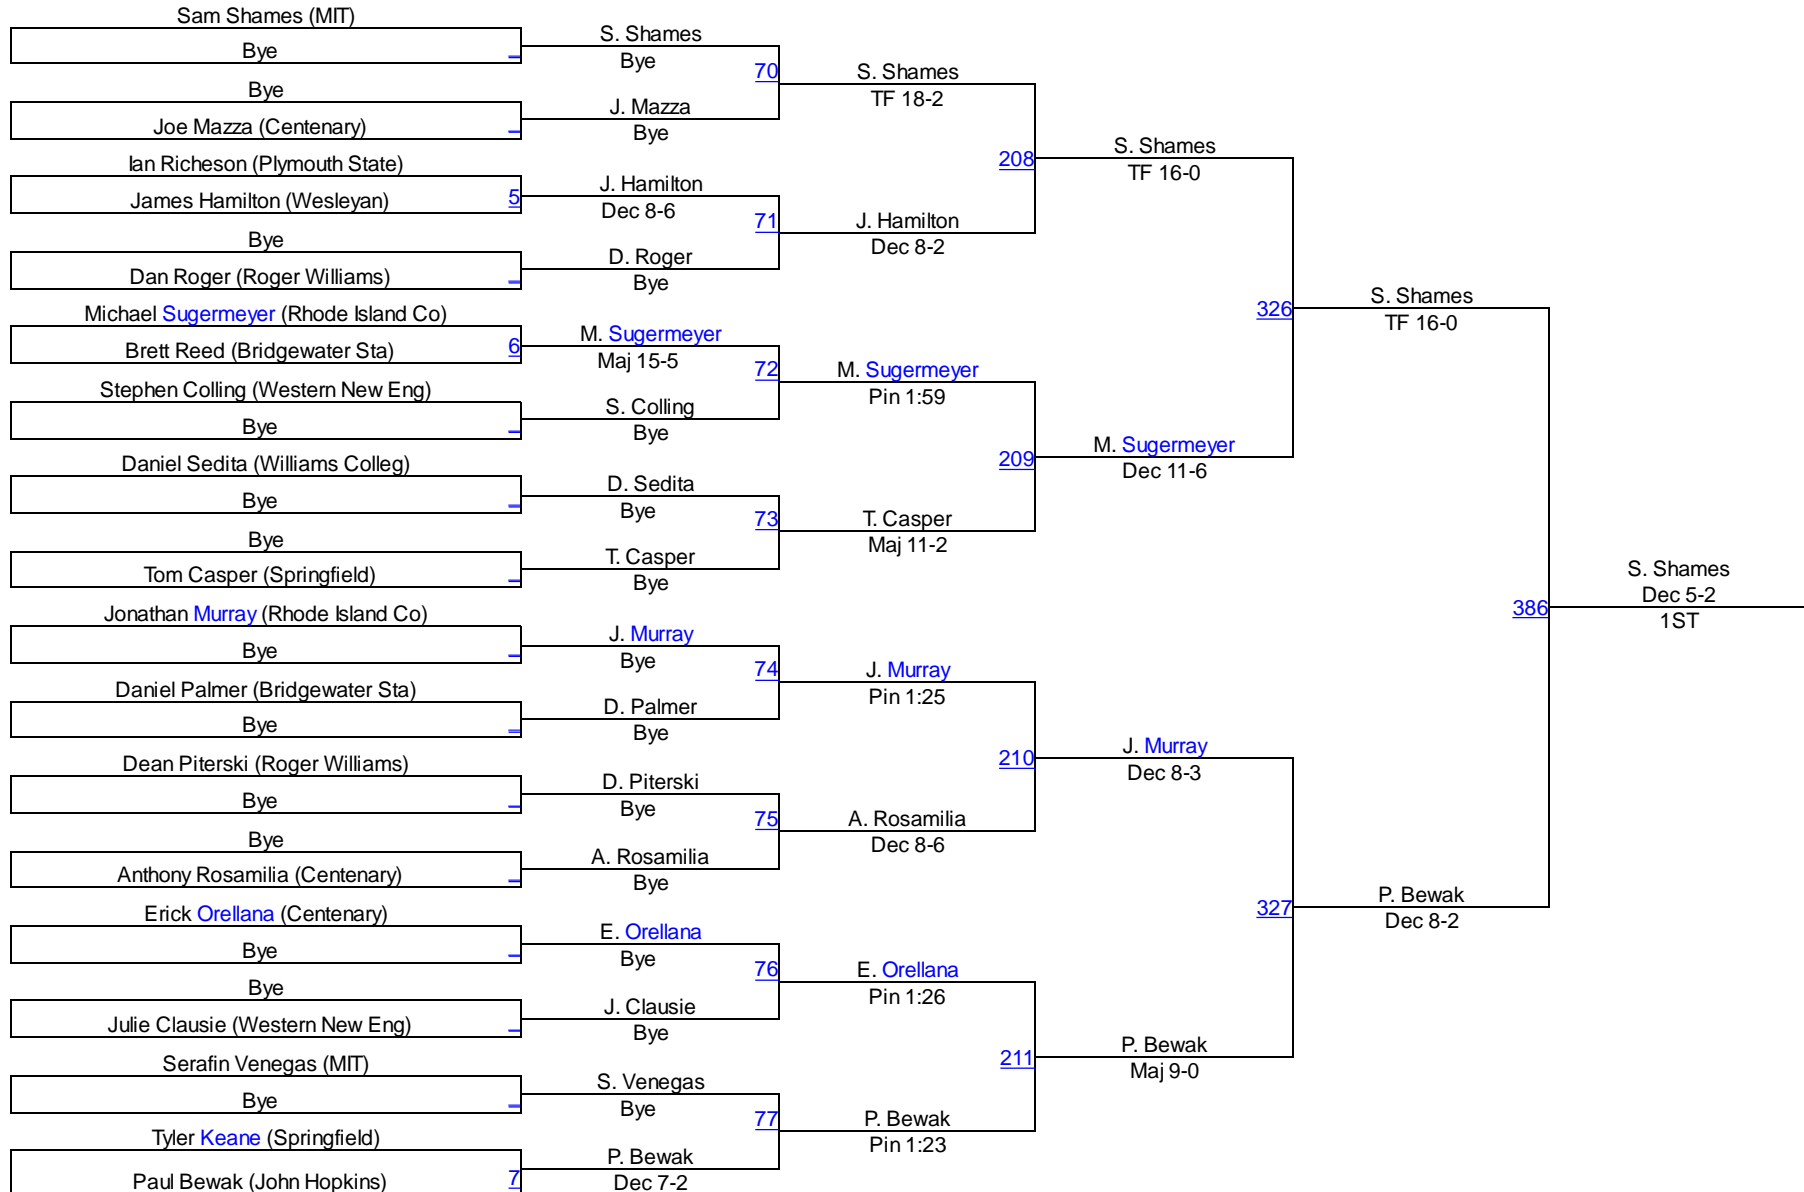 Sam Shames (MIT)
Bye
Bye
Joe Mazza (Centenary)
Ian Richeson (Plymouth State)
James Hamilton (Wesleyan) 5
Bye
Dan Roger (Roger Williams)
Michael Sugermeyer (Rhode Island Co)
Brett Reed (Bridgewater Sta) 6
Stephen Colling (Western New Eng)
Bye
Daniel Sedita (Williams Colleg)
Bye
Bye
Tom Casper (Springfield)
Jonathan Murray (Rhode Island Co)
Bye
Daniel Palmer (Bridgewater Sta)
Bye
Dean Piterski (Roger Williams)
Bye
Bye
Anthony Rosamilia (Centenary)
Erick Orellana (Centenary)
Bye
Bye
Julie Clausie (Western New Eng)
Serafin Venegas (MIT)
Bye
Tyler Keane (Springfield)
Paul Bewak (John Hopkins) 7
S. Shames
Bye
70
J. Mazza
Bye
J. Hamilton
Dec 8-6
71
D. Roger
Bye
M. Sugermeyer
Maj 15-5
72
S. Colling
Bye
D. Sedita
Bye
73
T. Casper
Bye
J. Murray
Bye
74
D. Palmer
Bye
D. Piterski
Bye
75
A. Rosamilia
Bye
E. Orellana
Bye
76
J. Clausie
Bye
S. Venegas
Bye
77
P. Bewak
Dec 7-2
S. Shames
TF 18-2
208
J. Hamilton
Dec 8-2
M. Sugermeyer
Pin 1:59
209
T. Casper
Maj 11-2
J. Murray
Pin 1:25
210
A. Rosamilia
Dec 8-6
E. Orellana
Pin 1:26
211
P. Bewak
Pin 1:23
S. Shames
TF 16-0
326
M. Sugermeyer
Dec 11-6
J. Murray
Dec 8-3
327
P. Bewak
Maj 9-0
S. Shames
TF 16-0
386
P. Bewak
Dec 8-2
S. Shames
Dec 5-2
1ST